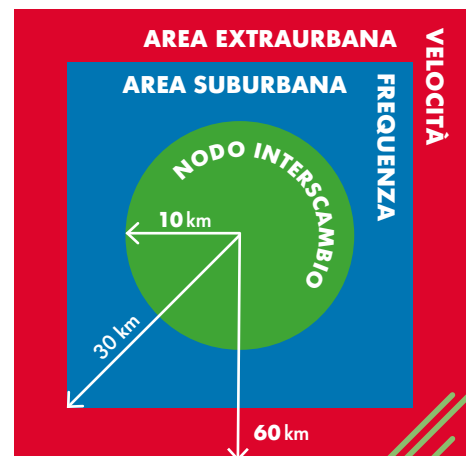 AREA EXTRAURBANA
VELOCITÀ
AREA SUBURBANA
FREQUENZA
NODO INTERSCAMBIO
10 km
30 km
60 km